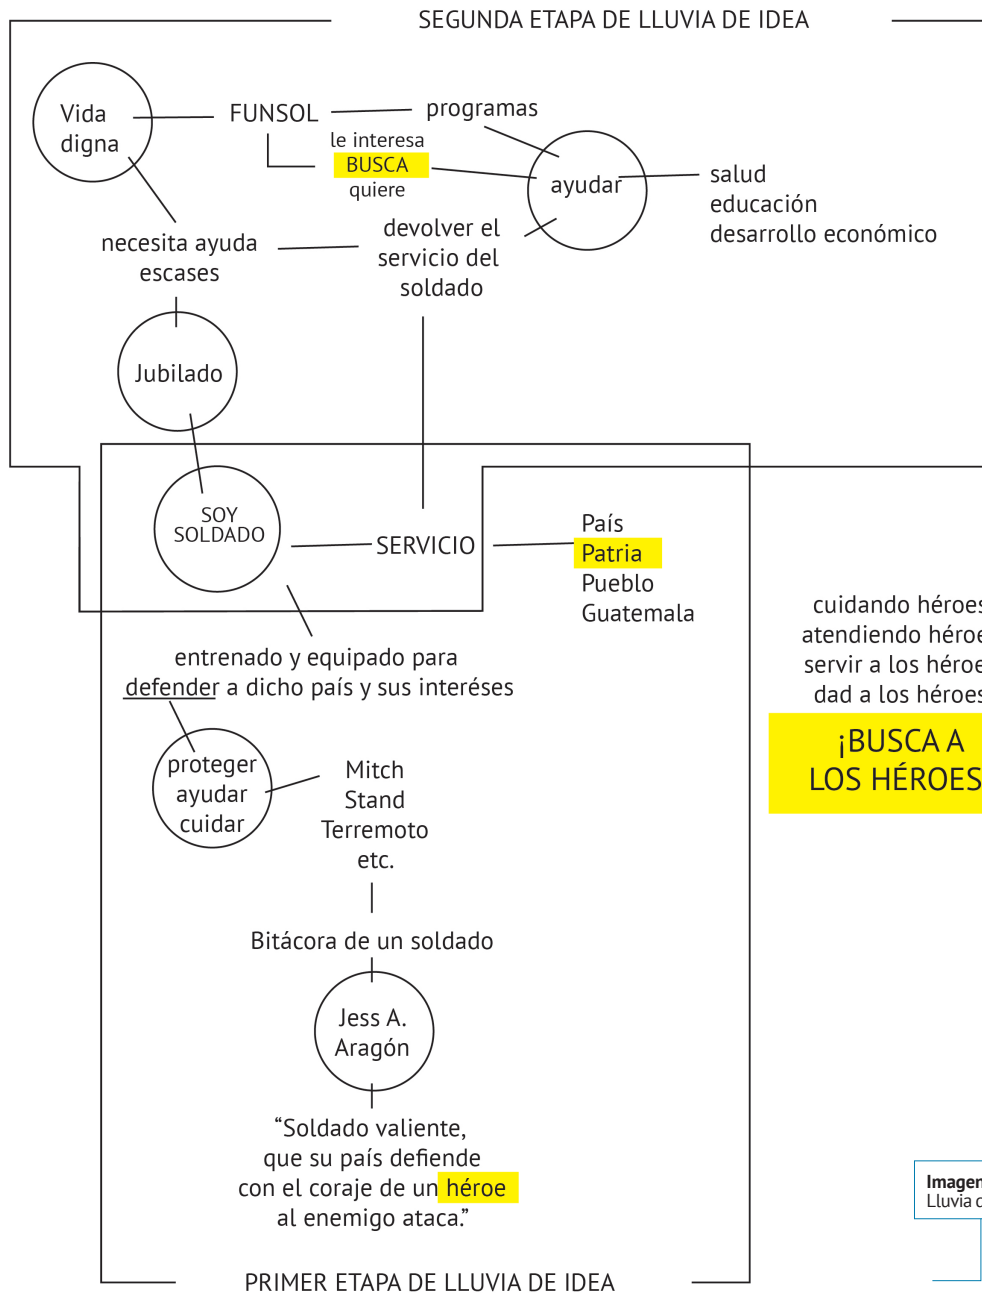 SEGUNDA ETAPA DE LLUVIA DE IDEA
Vida
digna
FUNSOL
programas
le interesa
BUSCA
quiere
ayudar
salud
educación
desarrollo económico
necesita ayuda
escases
devolver el
servicio del
soldado
Jubilado
SOY
SOLDADO
SERVICIO
País
Patria
Pueblo
Guatemala
entrenado y equipado para
defender a dicho país y sus interéses
proteger
ayudar
cuidar
Mitch
Stand
Terremoto
etc.
Bitácora de un soldado
Jess A.
Aragón
“Soldado valiente,
que su país defiende
con el coraje de un héroe
al enemigo ataca.”
PRIMER ETAPA DE LLUVIA DE IDEA
cuidando héroes
atendiendo héroe
servir a los héroe
dad a los héroes
¡BUSCA A
LOS HÉROES
Imagen
Lluvia d